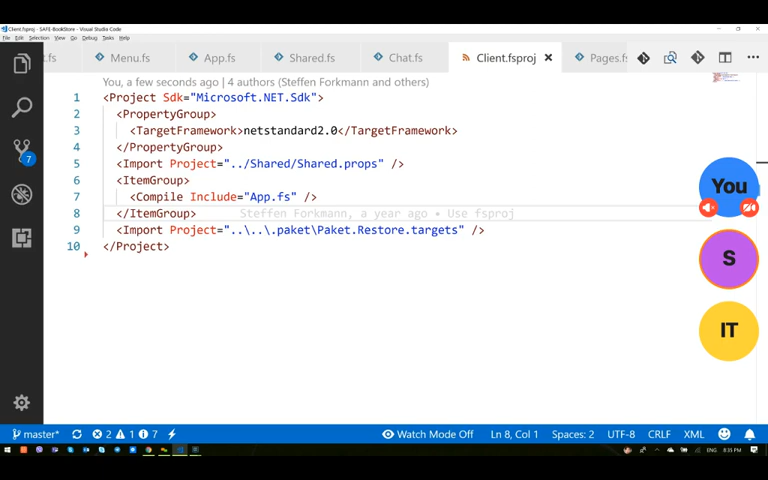 Client.fsproj - SAFE-BookStore - Visual Studio Code
File Edit Selection View Go Debug Tasks Help
t.fs Menu.fs App.fs Shared.fs Chat.fs Client.fsproj Pages.fs
You, a few seconds ago | 4 authors (Steffen Forkmann and others)
1 <Project Sdk="Microsoft.NET.Sdk">
2 <PropertyGroup>
3 <TargetFramework>netstandard2.0</TargetFramework>
4 </PropertyGroup>
5 <Import Project="../Shared/Shared.props" />
6 <ItemGroup>
7 <Compile Include="App.fs" />
8 </ItemGroup> Steffen Forkmann, a year ago • Use fsproj
9 <Import Project="..\..\.paket\Paket.Restore.targets" />
10 </Project>
You
S
IT
7
master* 2 1 7 Watch Mode Off Ln 8, Col 1 Spaces: 2 UTF-8 CRLF XML
ENG 8:35 PM